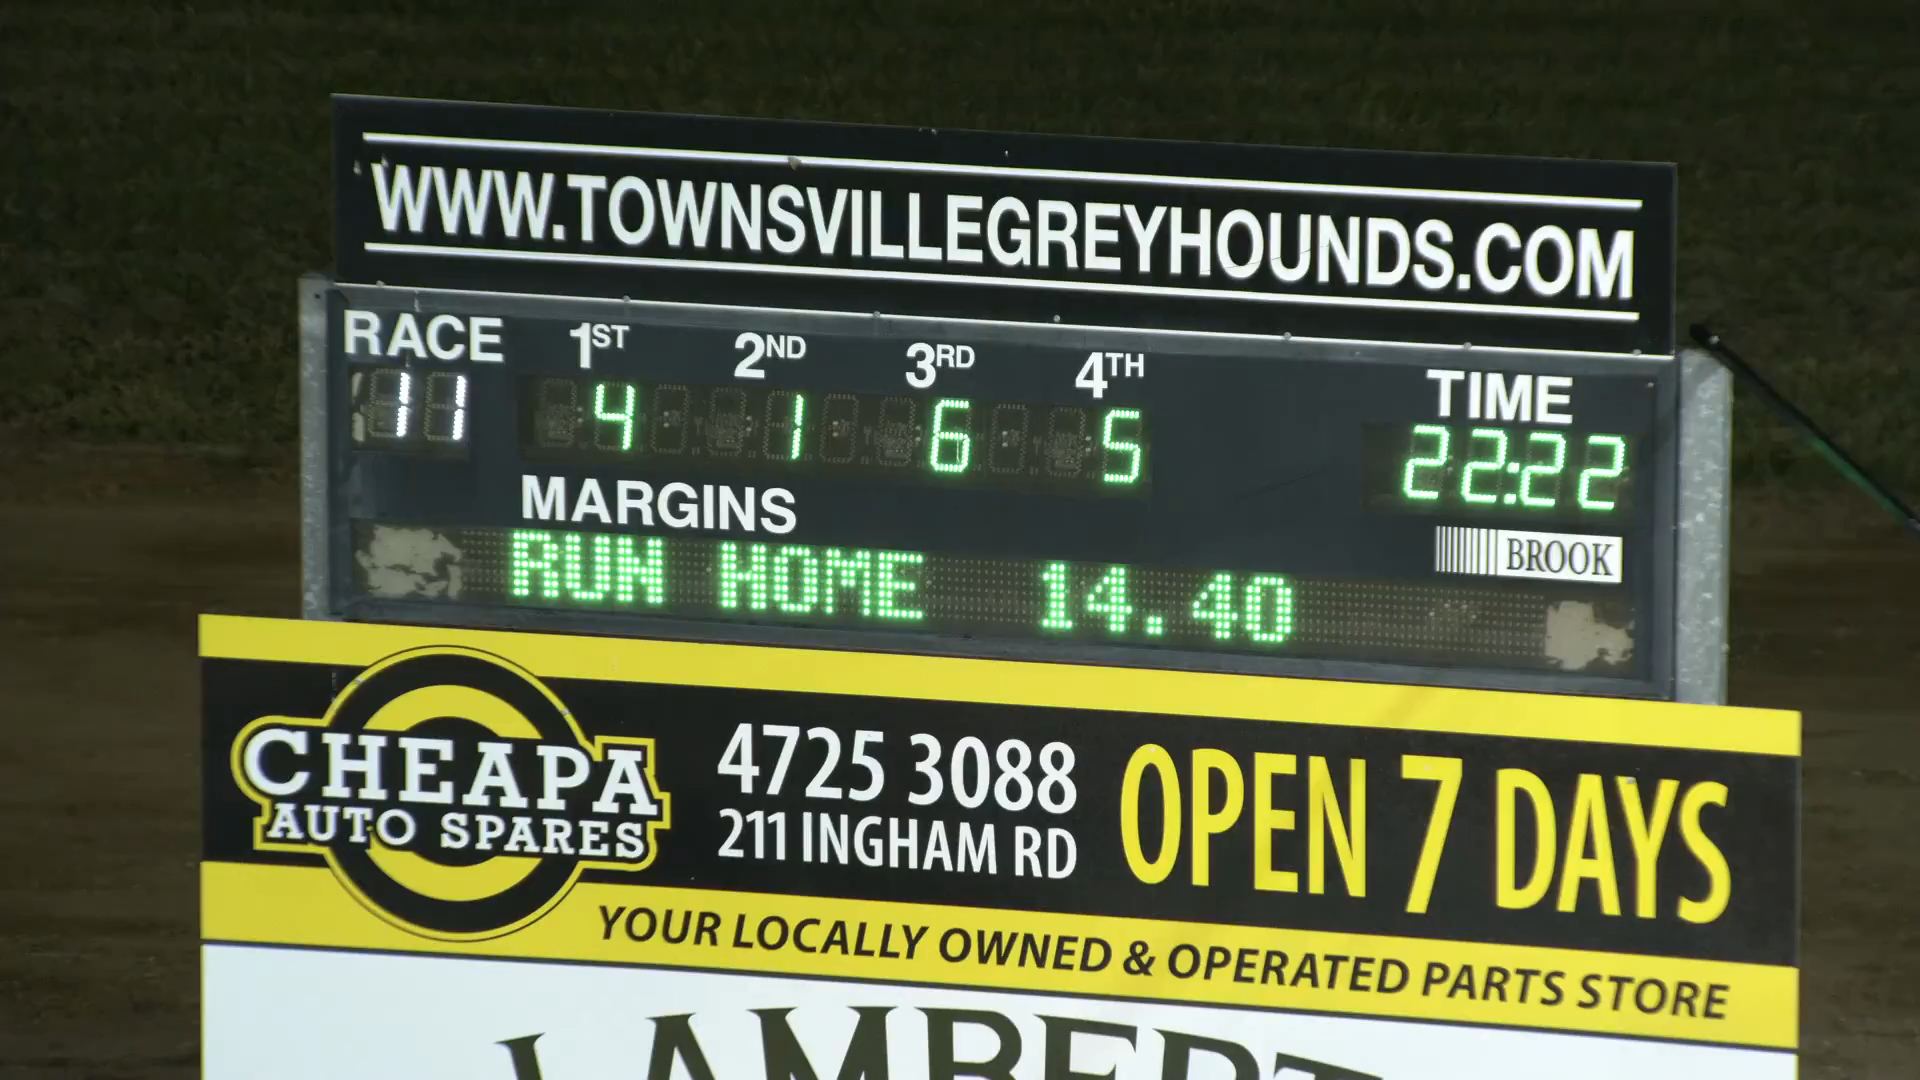 WWW.TOWNSVILLEGREYHOUNDS.COM
RACE 1ST 2ND 3RD 4TH TIME
11 4 1 6 5 22:22
MARGINS
BROOK
RUN HOME 14.40
CHEAPA
AUTO SPARES
4725 3088
211 INGHAM RD
OPEN 7 DAYS
YOUR LOCALLY OWNED & OPERATED PARTS STORE
LAMBERT